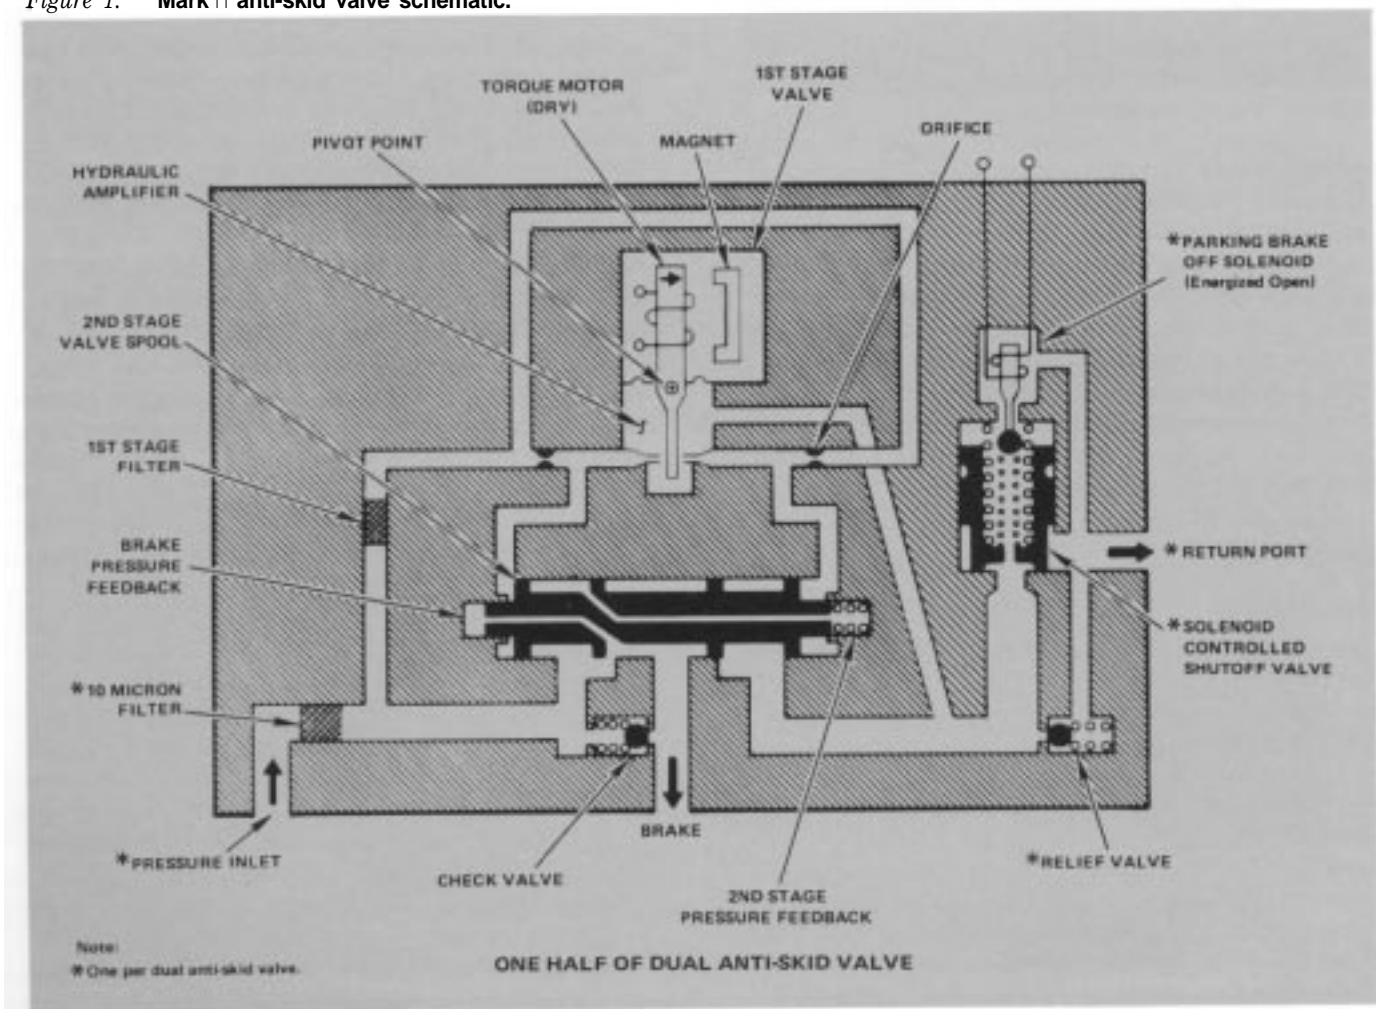 Figure 1. Mark II anti-skid valve schematic.
TORQUE MOTOR
(DRY)
1ST STAGE
VALVE
PIVOT POINT
MAGNET
ORIFICE
HYDRAULIC
AMPLIFIER
*PARKING BRAKE
OFF SOLENOID
(Energized Open)
2ND STAGE
VALVE SPOOL
1ST STAGE
FILTER
BRAKE
PRESSURE
FEEDBACK
* RETURN PORT
*SOLENOID
CONTROLLED
SHUTOFF VALVE
*10 MICRON
FILTER
BRAKE
*PRESSURE INLET
CHECK VALVE
*RELIEF VALVE
2ND STAGE
PRESSURE FEEDBACK
Note:
*One per dual anti-skid valve.
ONE HALF OF DUAL ANTI-SKID VALVE